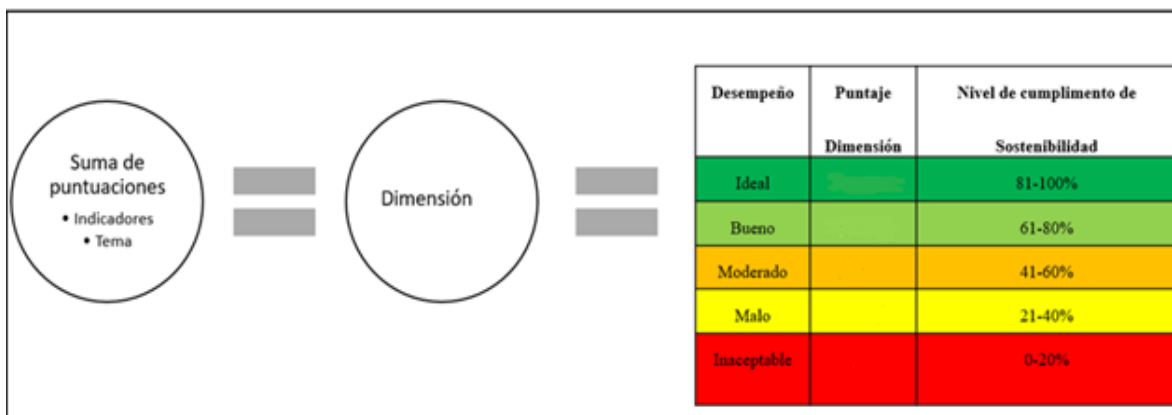 Suma de
puntuaciones
• Indicadores
• Tema
Dimensión
Desempeño Puntaje Nivel de cumplimento de
Dimensión Sostenibilidad
Ideal 81-100%
Bueno 61-80%
Moderado 41-60%
Malo 21-40%
Inaceptable 0-20%